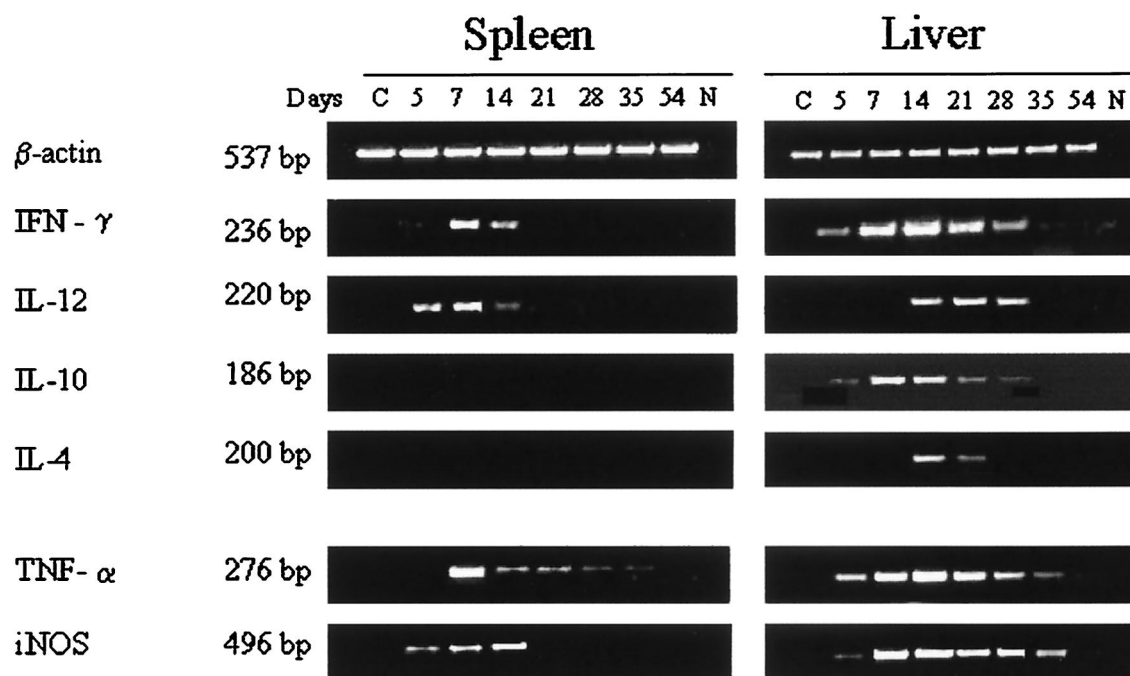 Spleen Liver
Days C 5 7 14 21 28 35 54 N C 5 7 14 21 28 35 54 N
β-actin 537 bp
IFN - γ 236 bp
IL-12 220 bp
IL-10 186 bp
IL-4 200 bp
TNF- α 276 bp
iNOS 496 bp